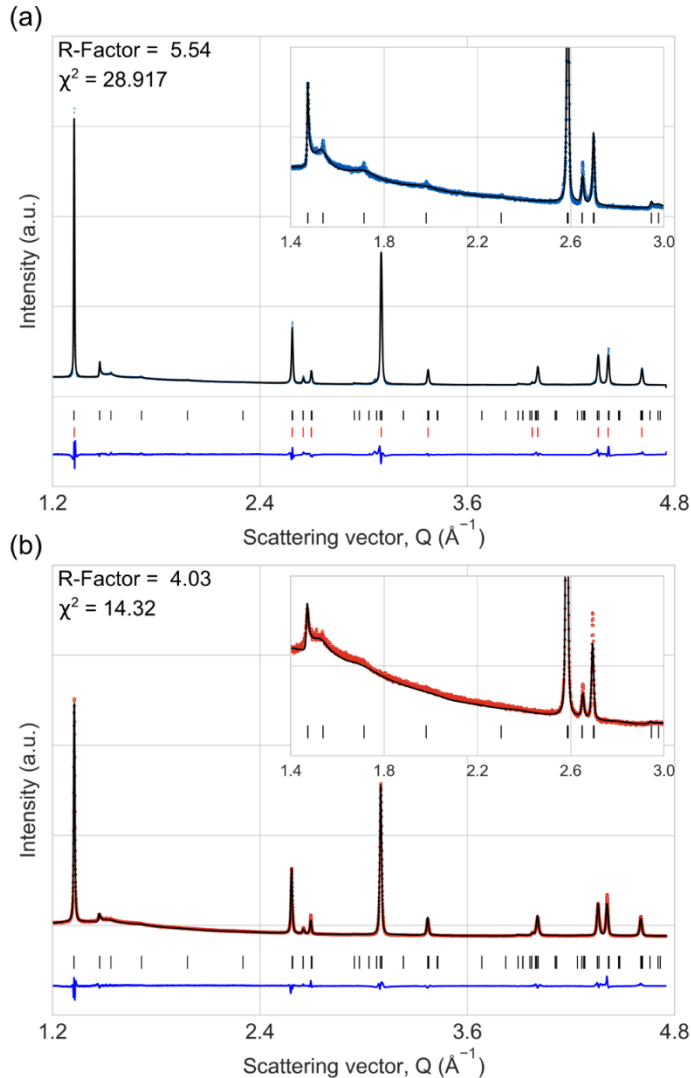 (a)
R-Factor = 5.54
χ² = 28.917
1.4 1.8 2.2 2.6 3.0
Intensity (a.u.)
1.2 2.4 3.6 4.8
Scattering vector, Q (Å⁻¹)
(b)
R-Factor = 4.03
χ² = 14.32
1.4 1.8 2.2 2.6 3.0
Intensity (a.u.)
1.2 2.4 3.6 4.8
Scattering vector, Q (Å⁻¹)